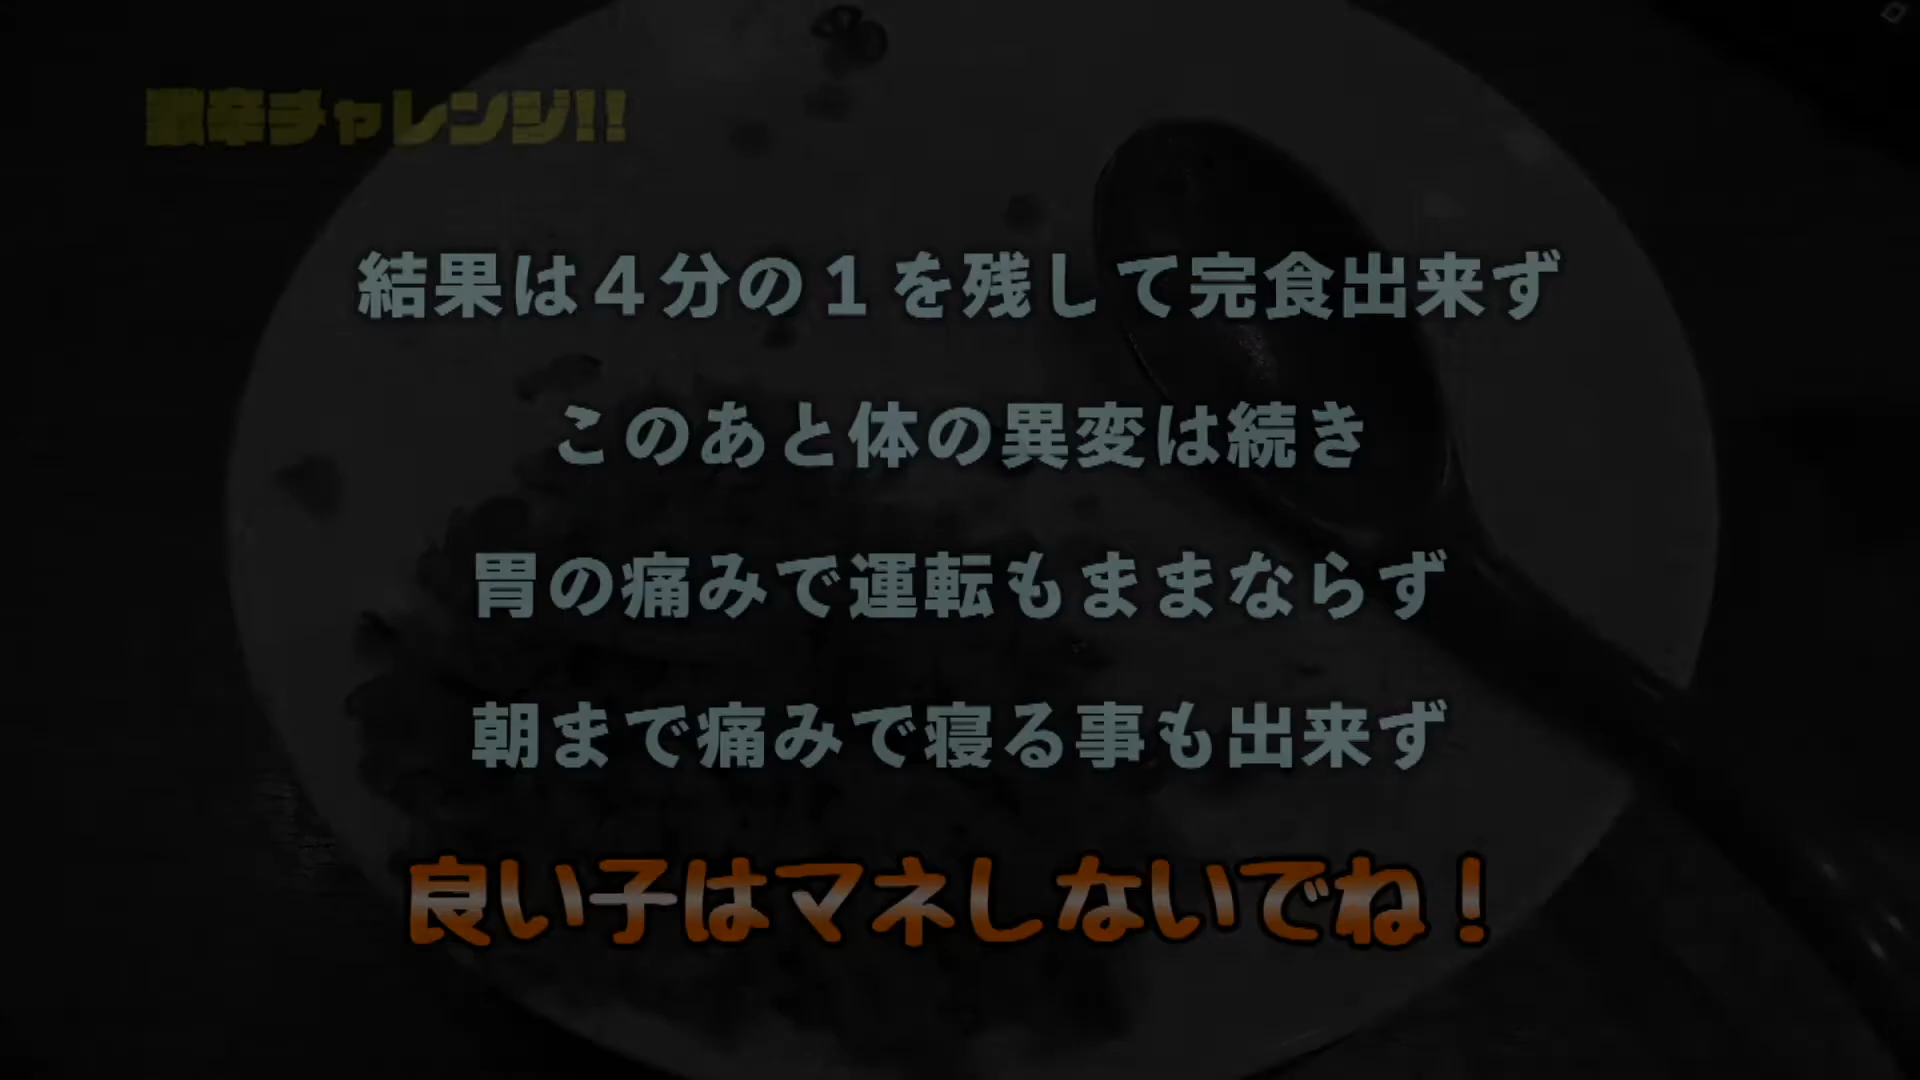 激辛チャレンジ!!
結果は４分の１を残して完食出来ず
このあと体の異変は続き
胃の痛みで運転もままならず
朝まで痛みで寝る事も出来ず
良い子はマネしないでね！